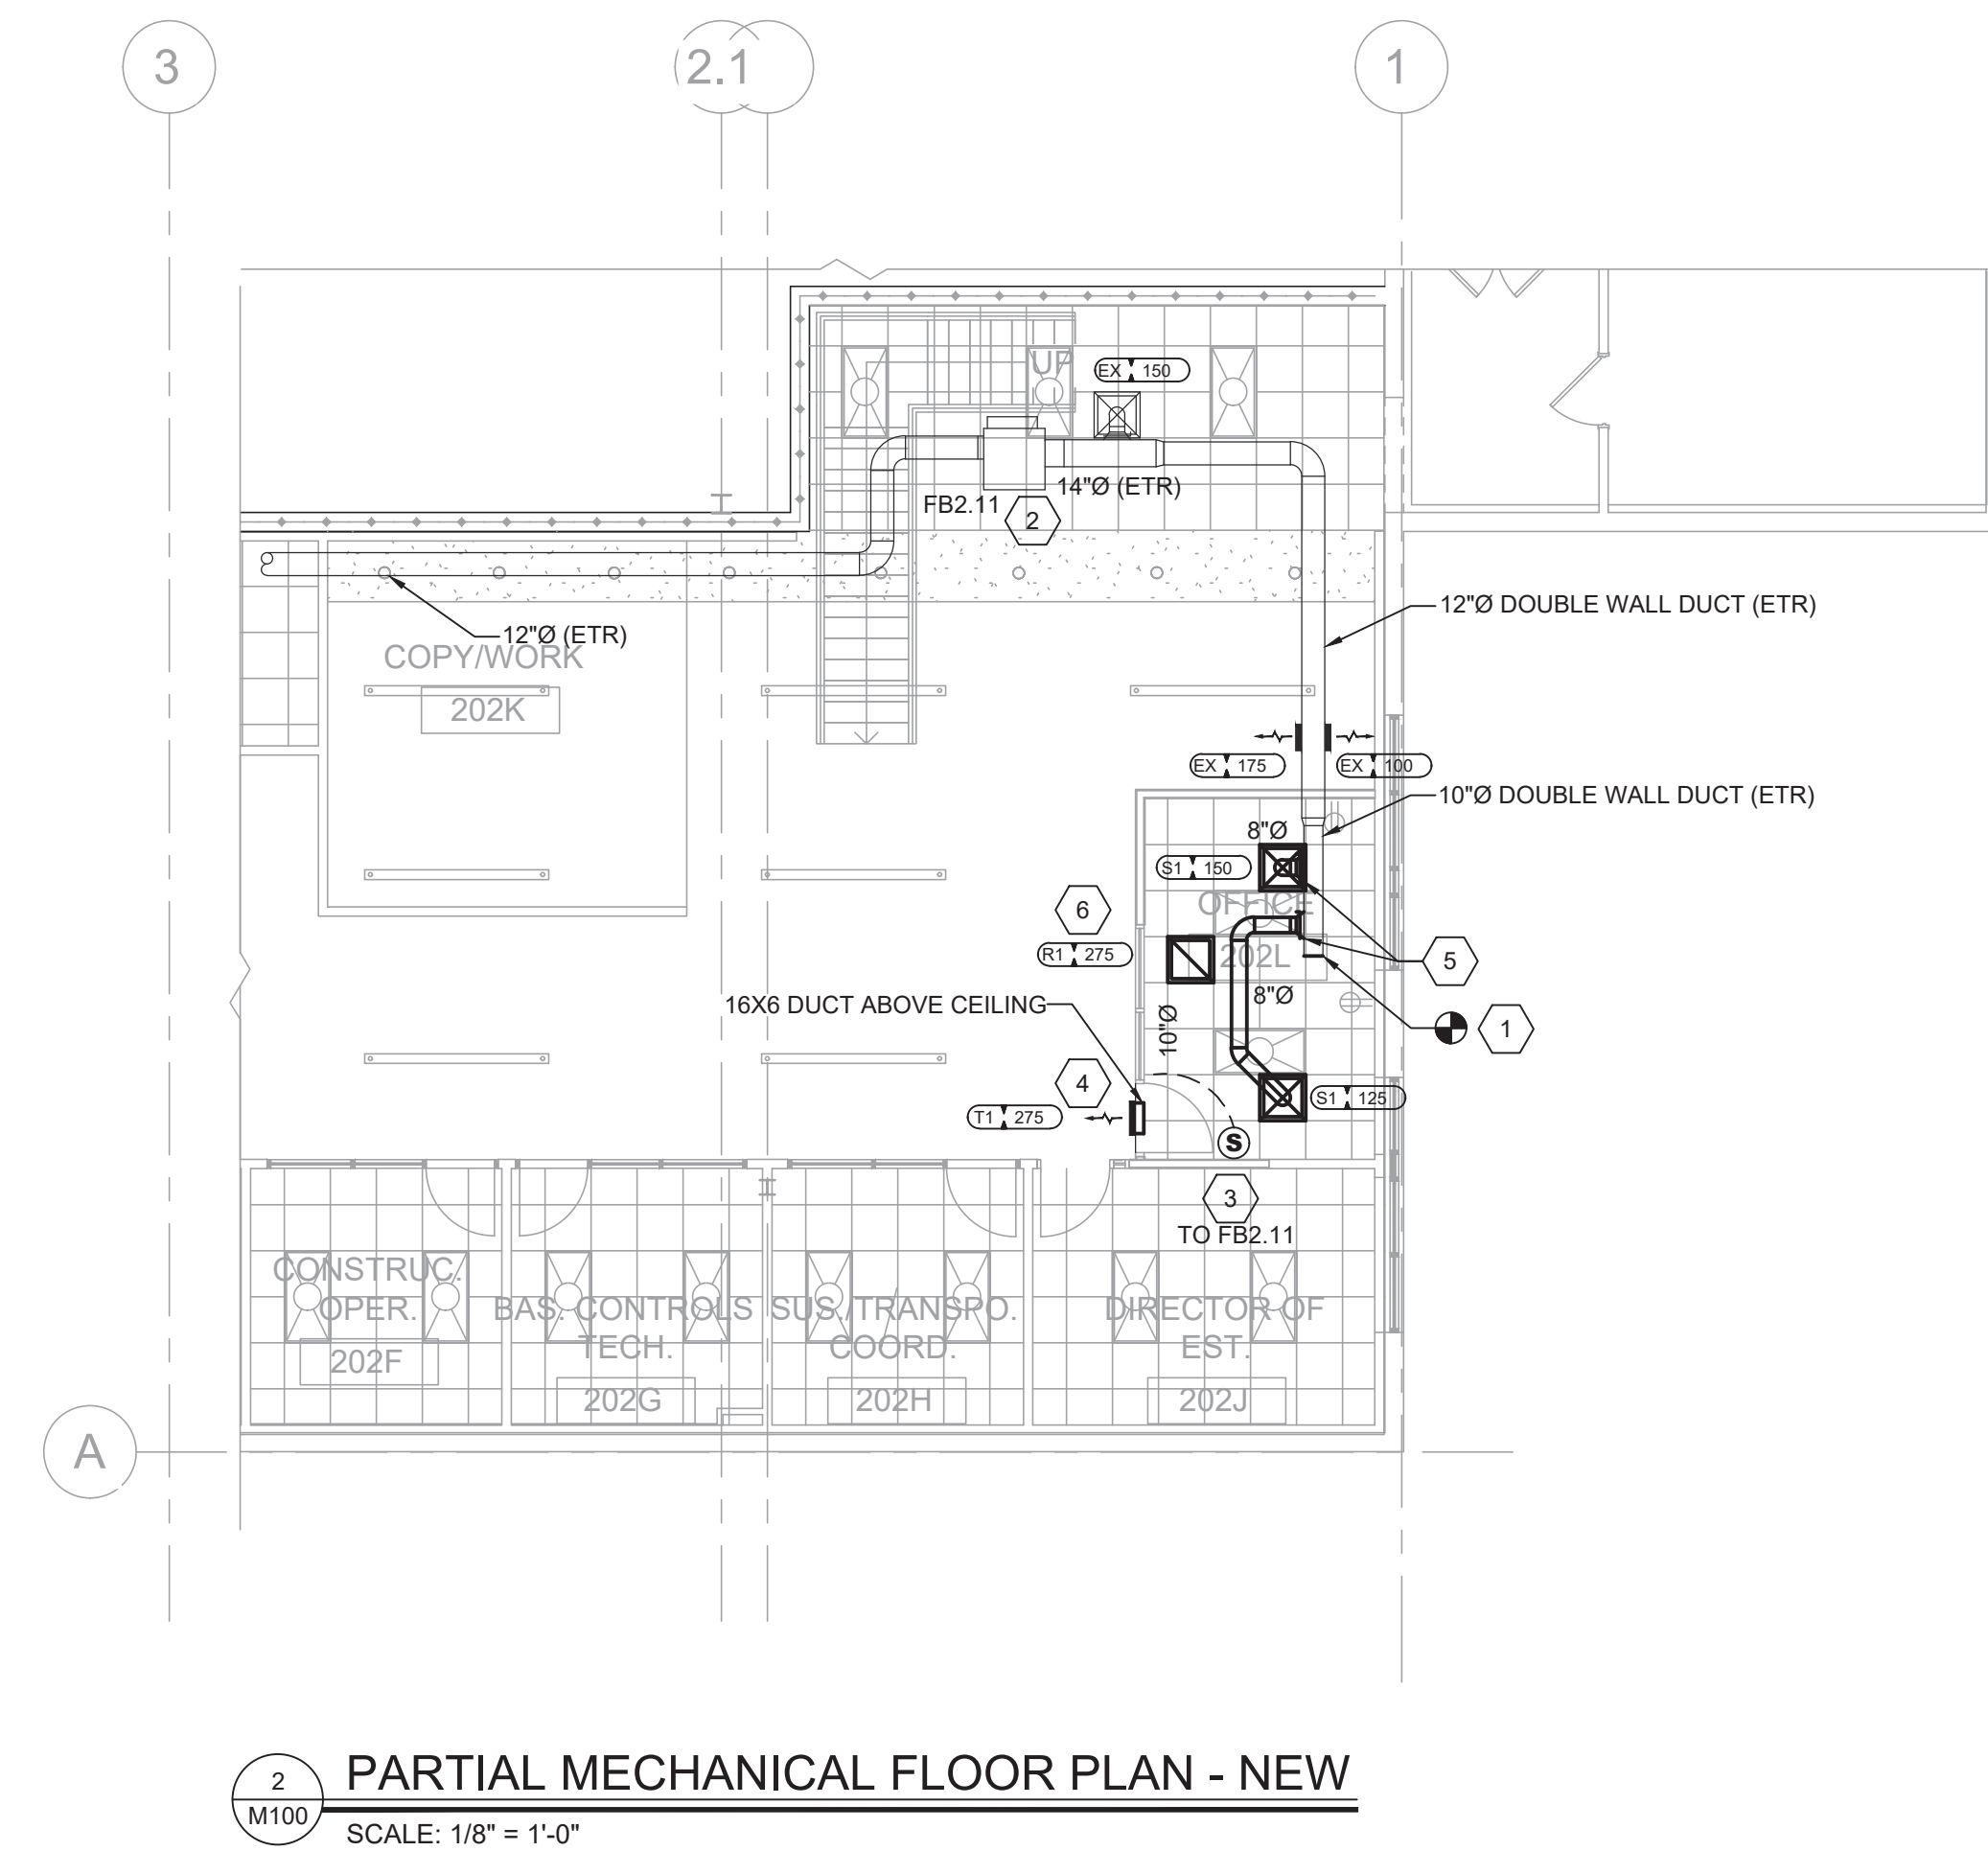 3
2.1
1
UP
EX 150
14"Ø (ETR)
FB2.11
2
12"Ø DOUBLE WALL DUCT (ETR)
12"Ø (ETR)
COPY/WORK
202K
EX 175
EX 100
10"Ø DOUBLE WALL DUCT (ETR)
8"Ø
S1 150
OFFICE
202L
6
R1 275
5
8"Ø
16X6 DUCT ABOVE CEILING
10"Ø
1
4
T1 275
S1 125
S
3
TO FB2.11
CONSTRUC.
OPER.
202F
BAS. CONTROLS
TECH.
202G
SUS./TRANSPO.
COORD.
202H
DIRECTOR OF
EST.
202J
A
2
M100
PARTIAL MECHANICAL FLOOR PLAN - NEW
SCALE: 1/8" = 1'-0"